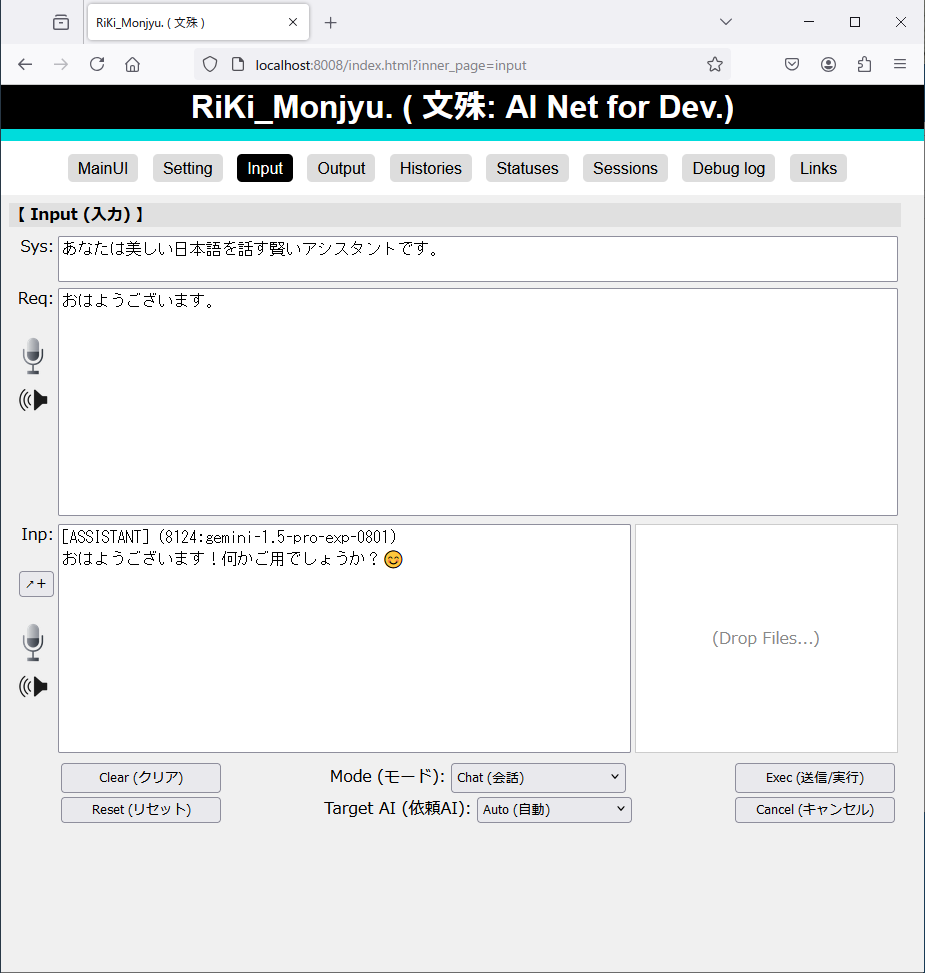 RiKi_Monjyu. ( 文殊 )
localhost:8008/index.html?inner_page=input
RiKi_Monjyu. ( 文殊: AI Net for Dev.)
MainUI Setting Input Output Histories Statuses Sessions Debug log Links
【 Input (入力) 】
Sys: あなたは美しい日本語を話す賢いアシスタントです。
Req: おはようございます。
Inp: [ASSISTANT] (8124:gemini-1.5-pro-exp-0801)
おはようございます！何かご用でしょうか？😊
↗+
(Drop Files...)
Clear (クリア) Mode (モード): Chat (会話) Exec (送信/実行)
Reset (リセット) Target AI (依頼AI): Auto (自動) Cancel (キャンセル)